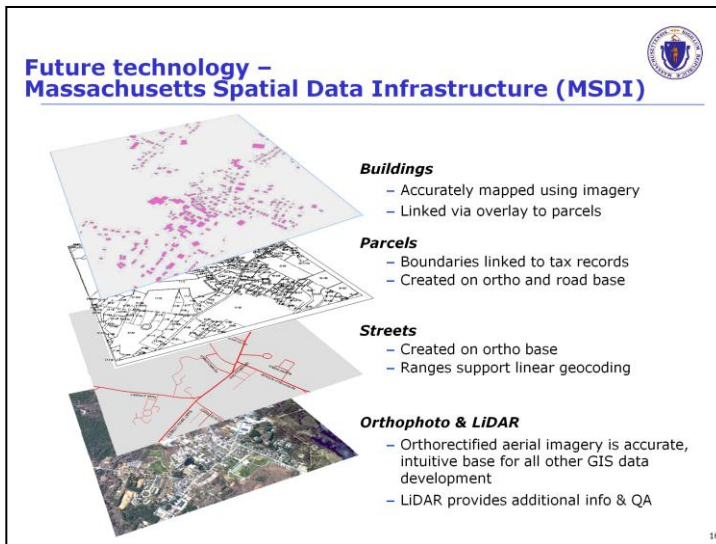 Future technology –
Massachusetts Spatial Data Infrastructure (MSDI)
Buildings
– Accurately mapped using imagery
– Linked via overlay to parcels
Parcels
– Boundaries linked to tax records
– Created on ortho and road base
Streets
– Created on ortho base
– Ranges support linear geocoding
Orthophoto & LiDAR
– Orthorectified aerial imagery is accurate,
intuitive base for all other GIS data
development
– LiDAR provides additional info & QA